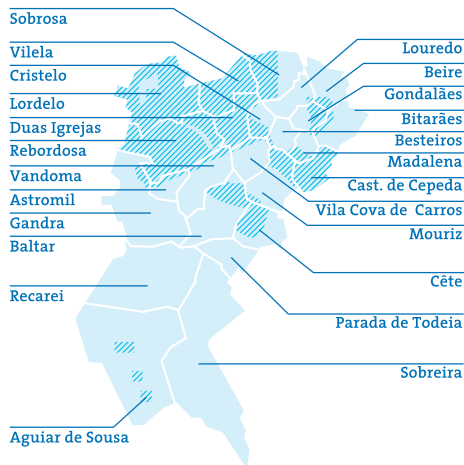 Sobrosa
Vilela
Cristelo
Lordelo
Duas Igrejas
Rebordosa
Vandoma
Astromil
Gandra
Baltar
Recarei
Aguiar de Sousa
Louredo
Beire
Gondalães
Bitarães
Besteiros
Madalena
Cast. de Cepeda
Vila Cova de Carros
Mouriz
Cête
Parada de Todeia
Sobreira